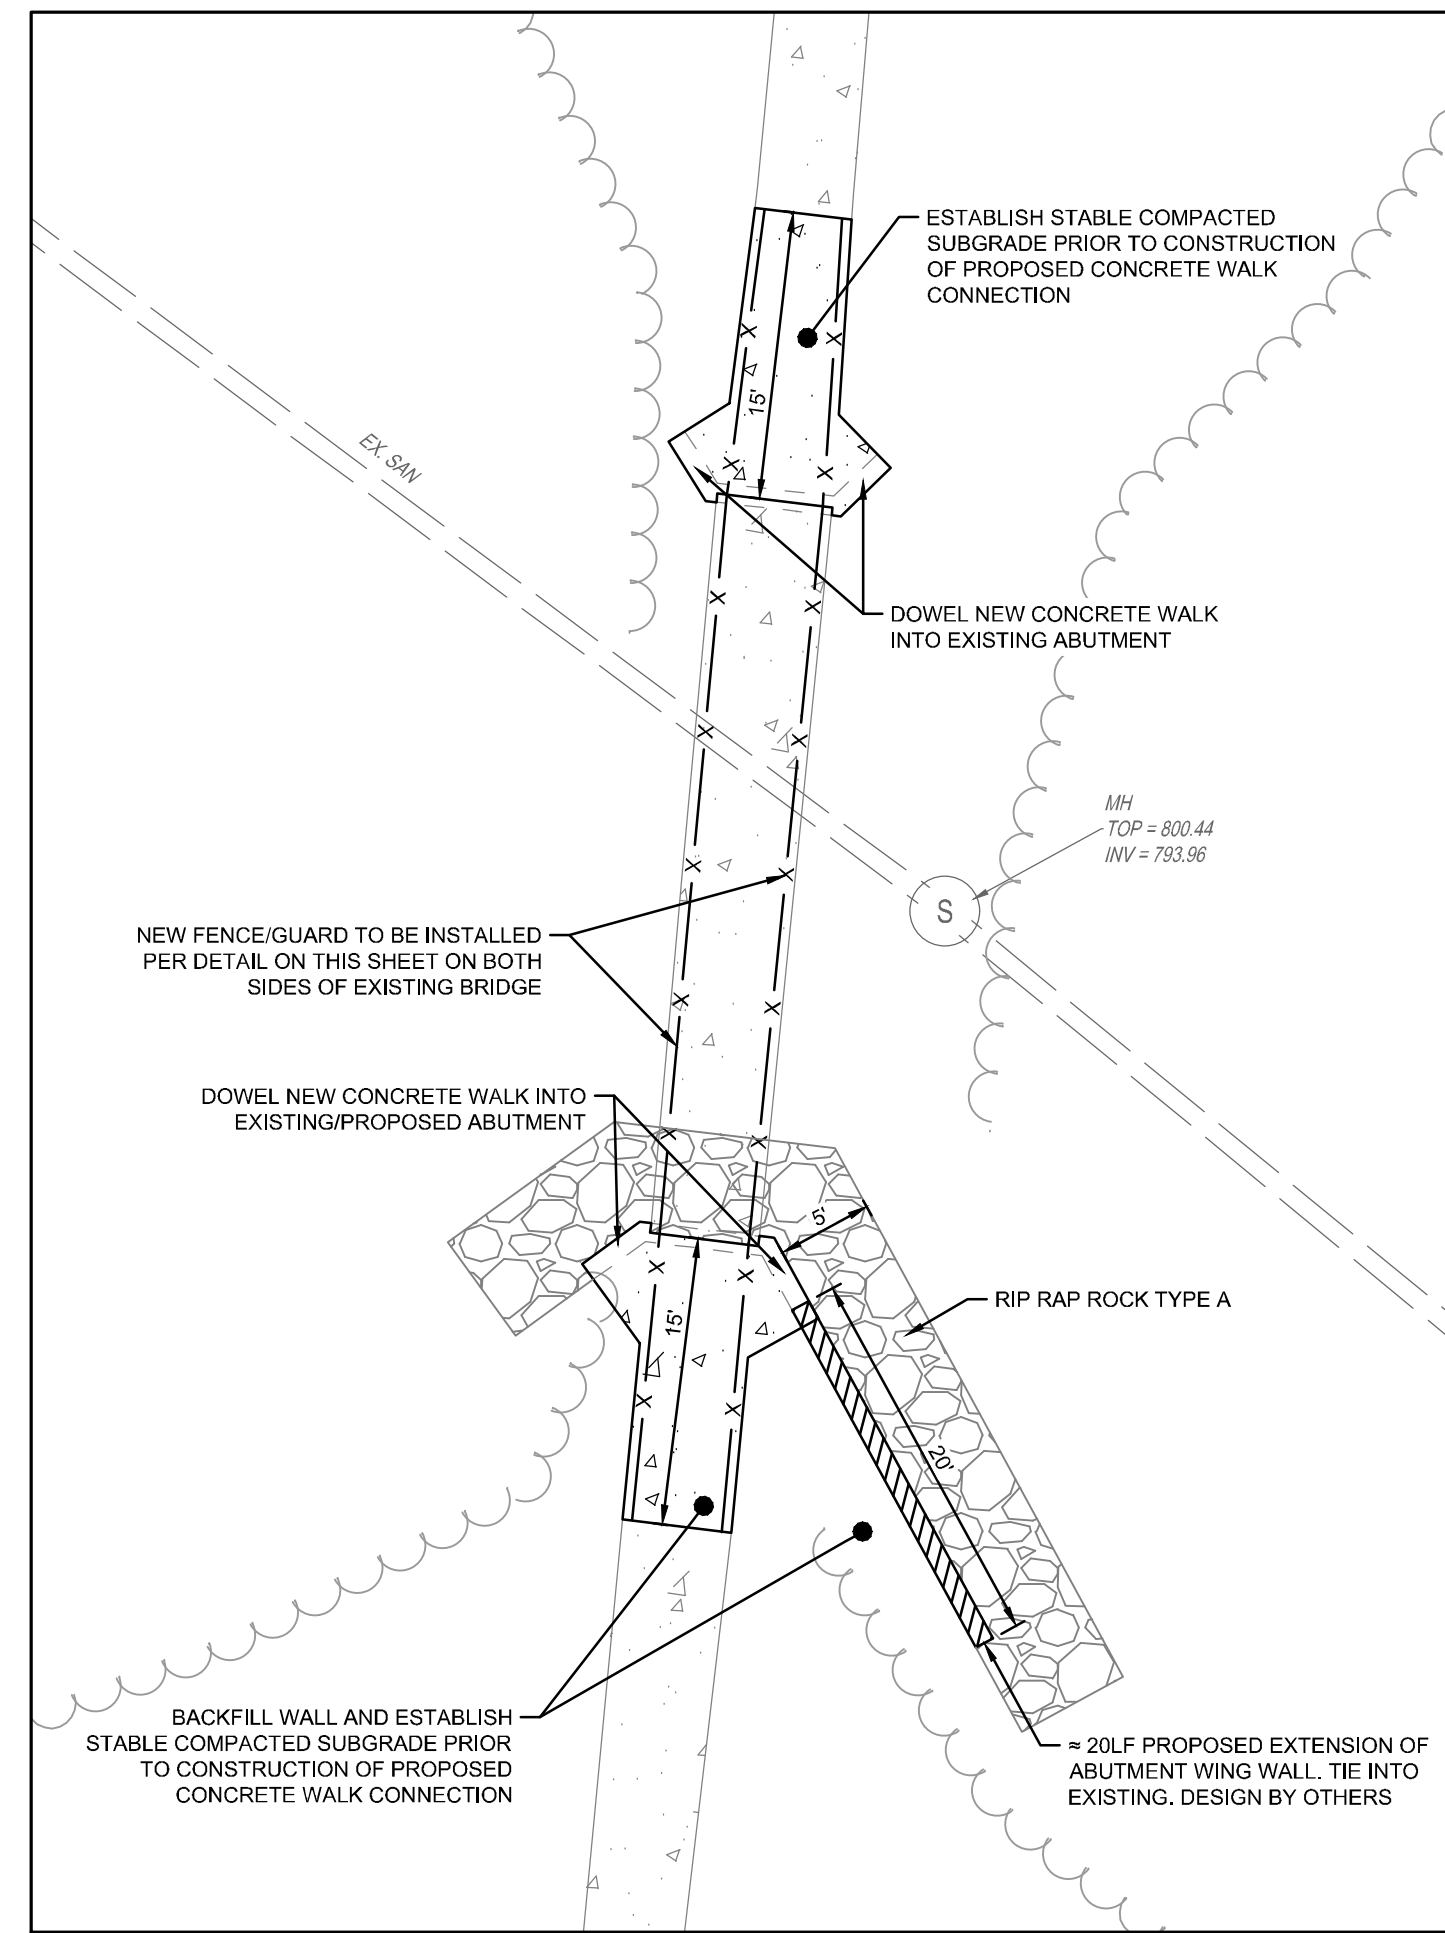 ESTABLISH STABLE COMPACTED
SUBGRADE PRIOR TO CONSTRUCTION
OF PROPOSED CONCRETE WALK
CONNECTION
15'
EX. SAN
DOWEL NEW CONCRETE WALK
INTO EXISTING ABUTMENT
MH
TOP = 800.44
INV = 793.96
S
NEW FENCE/GUARD TO BE INSTALLED
PER DETAIL ON THIS SHEET ON BOTH
SIDES OF EXISTING BRIDGE
DOWEL NEW CONCRETE WALK INTO
EXISTING/PROPOSED ABUTMENT
5'
RIP RAP ROCK TYPE A
15'
20'
BACKFILL WALL AND ESTABLISH
STABLE COMPACTED SUBGRADE PRIOR
TO CONSTRUCTION OF PROPOSED
CONCRETE WALK CONNECTION
≈ 20LF PROPOSED EXTENSION OF
ABUTMENT WING WALL. TIE INTO
EXISTING. DESIGN BY OTHERS